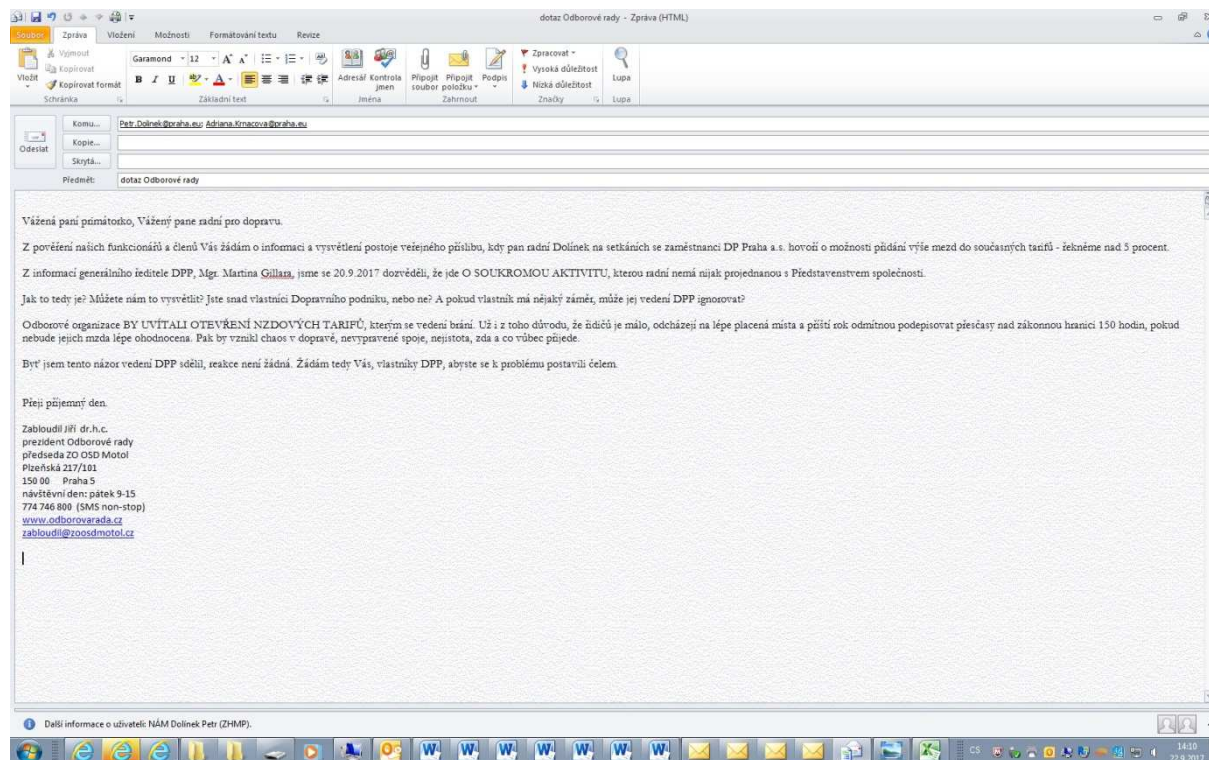 dotaz Odborové rady - Zpráva (HTML)
Soubor Zpráva Vložení Možnosti Formátování textu Revize
Vložit
Vyjmout
Kopírovat
Kopírovat formát
Schránka
Garamond 12
B I U
Základní text
Adresář Kontrola jmen
Jména
Připojit soubor Připojit položku Podpis
Zahrnout
Zpracovat
Vysoká důležitost
Nízká důležitost
Značky
Lupa
Lupa
Odeslat
Komu... Petr.Dolinek@praha.eu; Adriana.Krnacova@praha.eu
Kopie...
Skrytá...
Předmět: dotaz Odborové rady
Vážená paní primátorko, Vážený pane radní pro dopravu.
Z pověření našich funkcionářů a členů Vás žádám o informaci a vysvětlení postoje veřejného příslibu, kdy pan radní Dolínek na setkáních se zaměstnanci DP Praha a.s. hovoří o možnosti přidání výše mezd do současných tarifů - řekněme nad 5 procent.
Z informací generálního ředitele DPP, Mgr. Martina Gillara, jsme se 20.9.2017 dozvěděli, že jde O SOUKROMOU AKTIVITU, kterou radní nemá nijak projednanou s Představenstvem společnosti.
Jak to tedy je? Můžete nám to vysvětlit? Jste snad vlastníci Dopravního podniku, nebo ne? A pokud vlastník má nějaký záměr, může jej vedení DPP ignorovat?
Odborové organizace BY UVÍTALI OTEVŘENÍ NZDOVÝCH TARIFŮ, kterým se vedení brání. Už i z toho důvodu, že řidičů je málo, odcházejí na lépe placená místa a příští rok odmítnou podepisovat přesčasy nad zákonnou hranici 150 hodin, pokud
nebude jejich mzda lépe ohodnocena. Pak by vznikl chaos v dopravě, nevypravené spoje, nejistota, zda a co vůbec přijede.
Byť jsem tento názor vedení DPP sdělil, reakce není žádná. Žádám tedy Vás, vlastníky DPP, abyste se k problému postavili čelem.
Přeji příjemný den.
Zabloudil Jiří dr.h.c.
prezident Odborové rady
předseda ZO OSD Motol
Plzeňská 217/101
150 00 Praha 5
návštěvní den: pátek 9-15
774 746 800 (SMS non-stop)
www.odborovarada.cz
zabloudil@zoosdmotol.cz
Další informace o uživateli: NÁM Dolínek Petr (ZHMP).
CS
14:10
22.9.2017